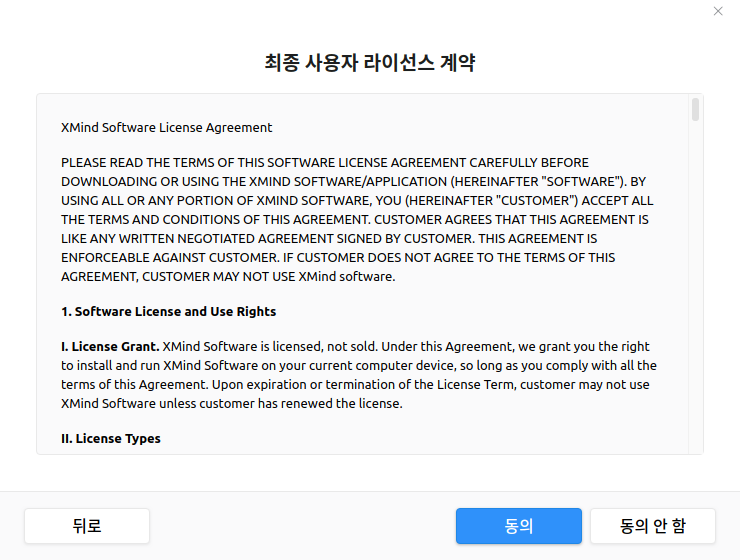 최종 사용자 라이선스 계약
XMind Software License Agreement
PLEASE READ THE TERMS OF THIS SOFTWARE LICENSE AGREEMENT CAREFULLY BEFORE
DOWNLOADING OR USING THE XMIND SOFTWARE/APPLICATION (HEREINAFTER "SOFTWARE"). BY
USING ALL OR ANY PORTION OF XMIND SOFTWARE, YOU (HEREINAFTER "CUSTOMER") ACCEPT ALL
THE TERMS AND CONDITIONS OF THIS AGREEMENT. CUSTOMER AGREES THAT THIS AGREEMENT IS
LIKE ANY WRITTEN NEGOTIATED AGREEMENT SIGNED BY CUSTOMER. THIS AGREEMENT IS
ENFORCEABLE AGAINST CUSTOMER. IF CUSTOMER DOES NOT AGREE TO THE TERMS OF THIS
AGREEMENT, CUSTOMER MAY NOT USE XMind software.
1. Software License and Use Rights
I. License Grant. XMind Software is licensed, not sold. Under this Agreement, we grant you the right
to install and run XMind Software on your current computer device, so long as you comply with all the
terms of this Agreement. Upon expiration or termination of the License Term, customer may not use
XMind Software unless customer has renewed the license.
II. License Types
뒤로
동의
동의 안 함